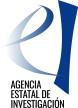 AGENCIA
ESTATAL DE
INVESTIGACIÓN